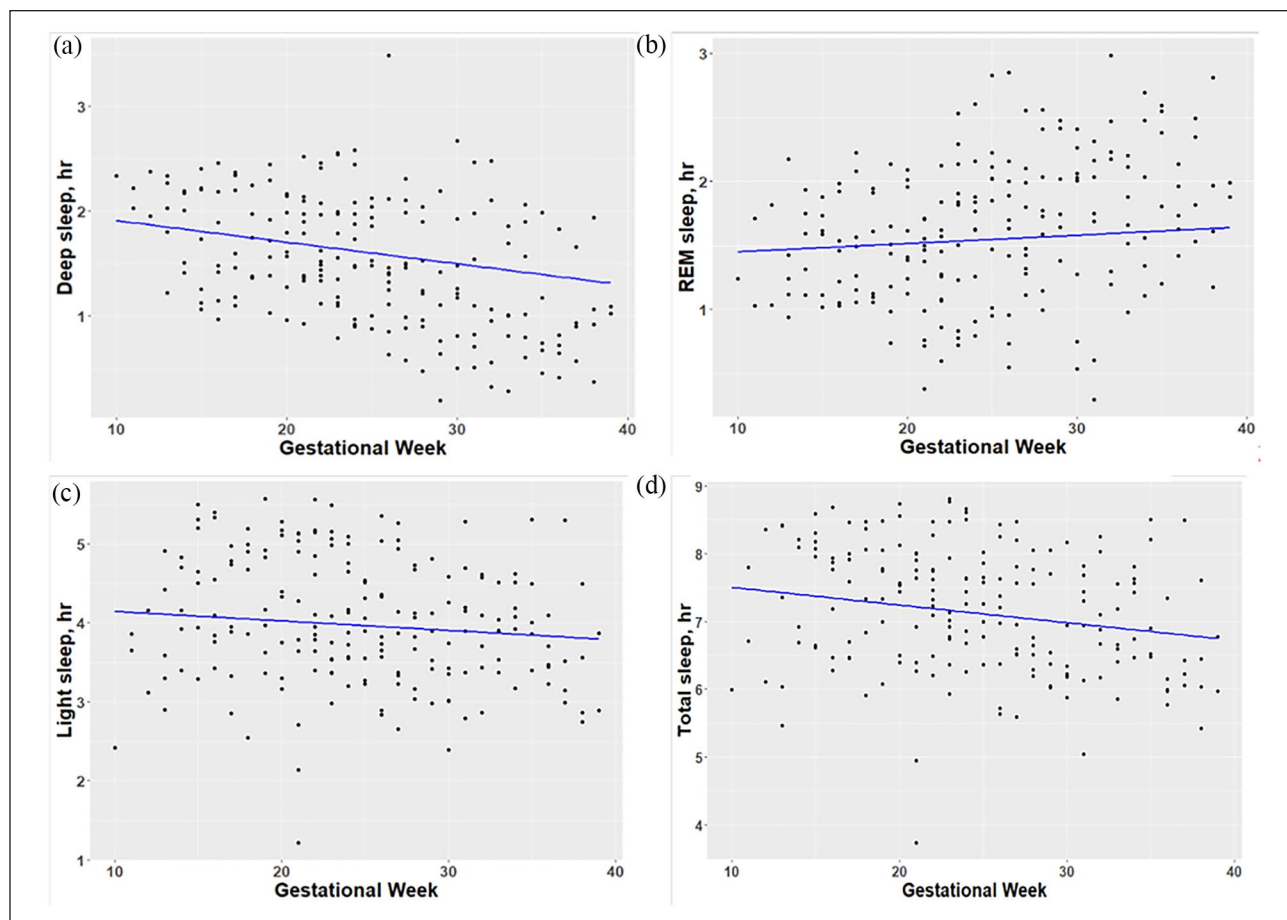 (a)
Deep sleep, hr
3
2
1
10 20 30 40
Gestational Week
(b)
REM sleep, hr
3
2
1
10 20 30 40
Gestational Week
(c)
Light sleep, hr
5
4
3
2
1
10 20 30 40
Gestational Week
(d)
Total sleep, hr
9
8
7
6
5
4
10 20 30 40
Gestational Week